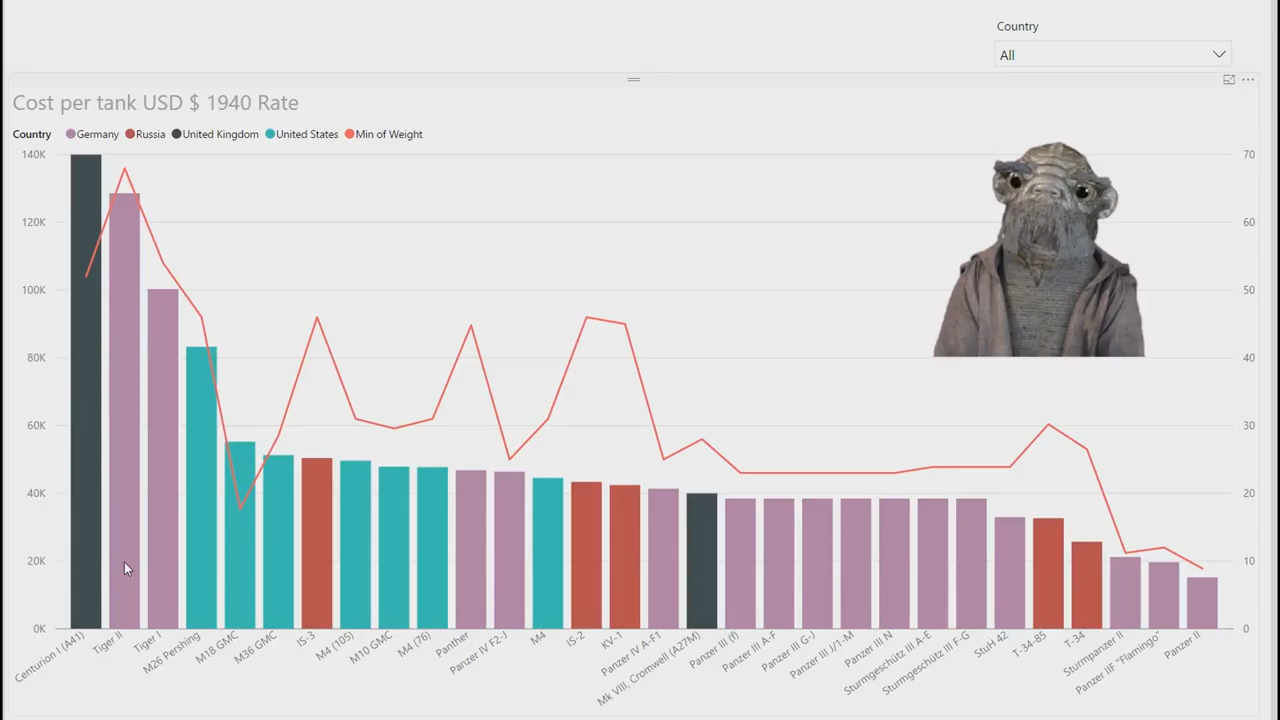 Country
All
Cost per tank USD $ 1940 Rate
Country Germany Russia United Kingdom United States Min of Weight
140K
120K
100K
80K
60K
40K
20K
0K
70
60
50
40
30
20
10
0
Centurion I (A41)
Tiger II
Tiger I
M26 Pershing
M18 GMC
M36 GMC
IS-3
M4 (105)
M10 GMC
M4 (76)
Panther
Panzer IV F2-J
M4
IS-2
KV-1
Panzer IV A-F1
Mk VIII, Cromwell (A27M)
Panzer III (f)
Panzer III A-F
Panzer III G-J
Panzer III J/1-M
Panzer III N
Sturmgeschütz III A-E
Sturmgeschütz III F-G
StuH 42
T-34-85
T-34
Sturmpanzer II
Panzer IIF "Flamingo"
Panzer II